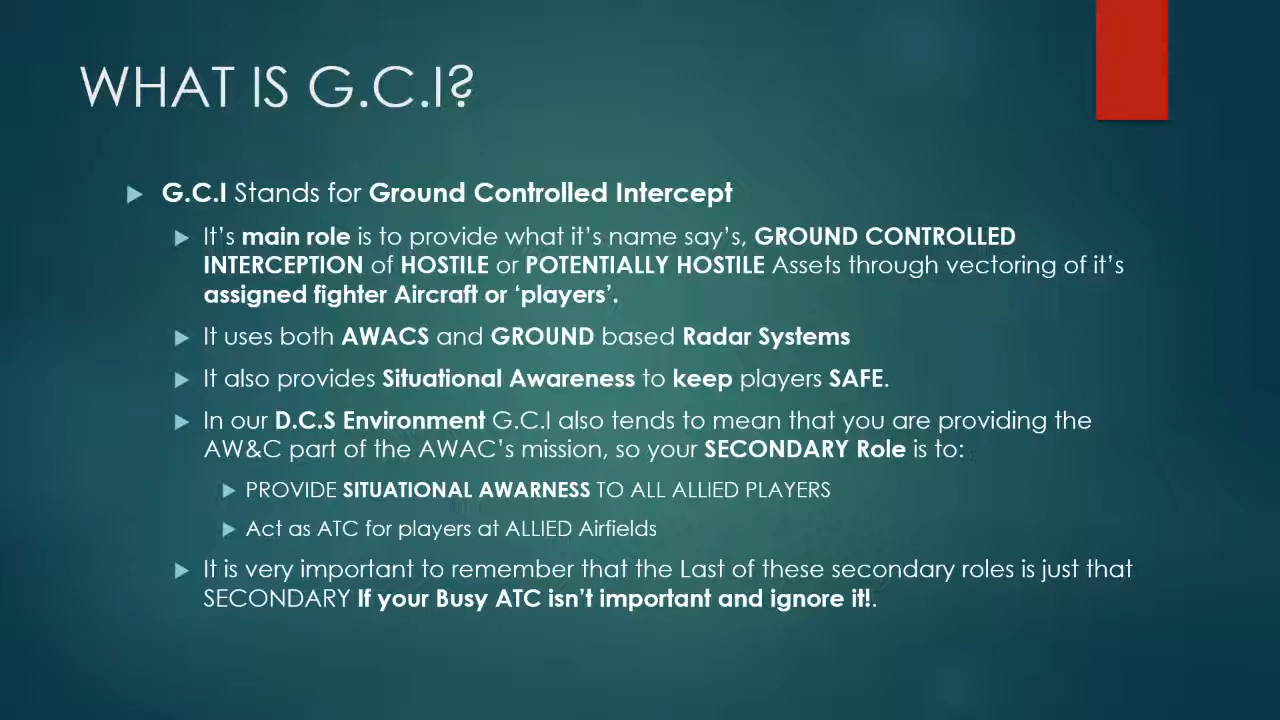 WHAT IS G.C.I?
G.C.I Stands for Ground Controlled Intercept
It's main role is to provide what it's name say's, GROUND CONTROLLED
INTERCEPTION of HOSTILE or POTENTIALLY HOSTILE Assets through vectoring of it's
assigned fighter Aircraft or ‘players’.
It uses both AWACS and GROUND based Radar Systems
It also provides Situational Awareness to keep players SAFE.
In our D.C.S Environment G.C.I also tends to mean that you are providing the
AW&C part of the AWAC's mission, so your SECONDARY Role is to:
PROVIDE SITUATIONAL AWARNESS TO ALL ALLIED PLAYERS
Act as ATC for players at ALLIED Airfields
It is very important to remember that the Last of these secondary roles is just that
SECONDARY If your Busy ATC isn't important and ignore it!.